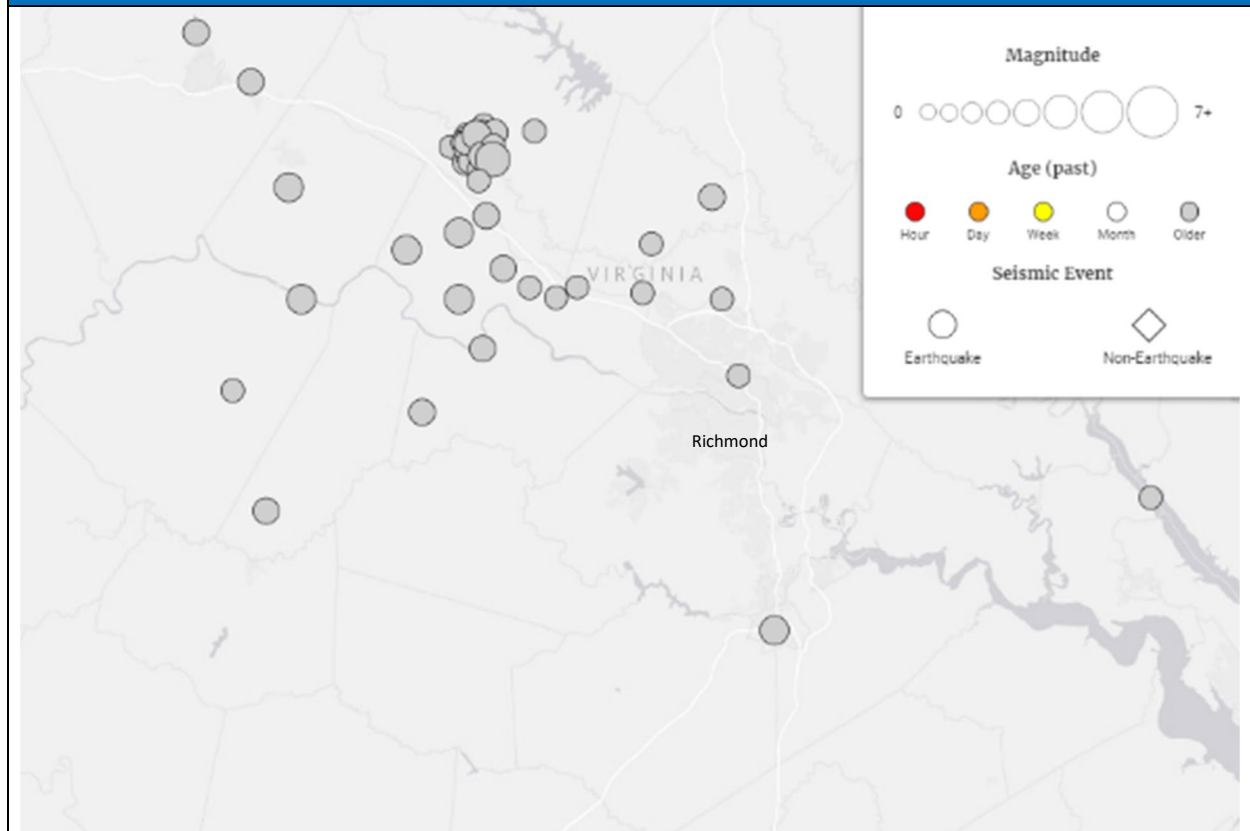 Magnitude
0 7+
Age (past)
Hour Day Week Month Older
Seismic Event
Earthquake Non-Earthquake
VIRGINIA
Richmond